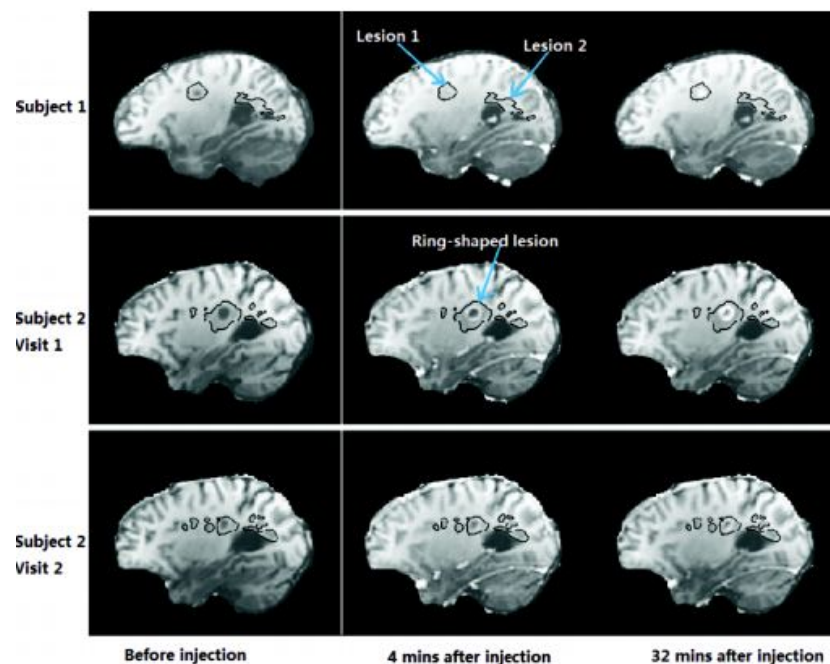 Lesion 1
Lesion 2
Subject 1
Ring-shaped lesion
Subject 2
Visit 1
Subject 2
Visit 2
Before injection
4 mins after injection
32 mins after injection